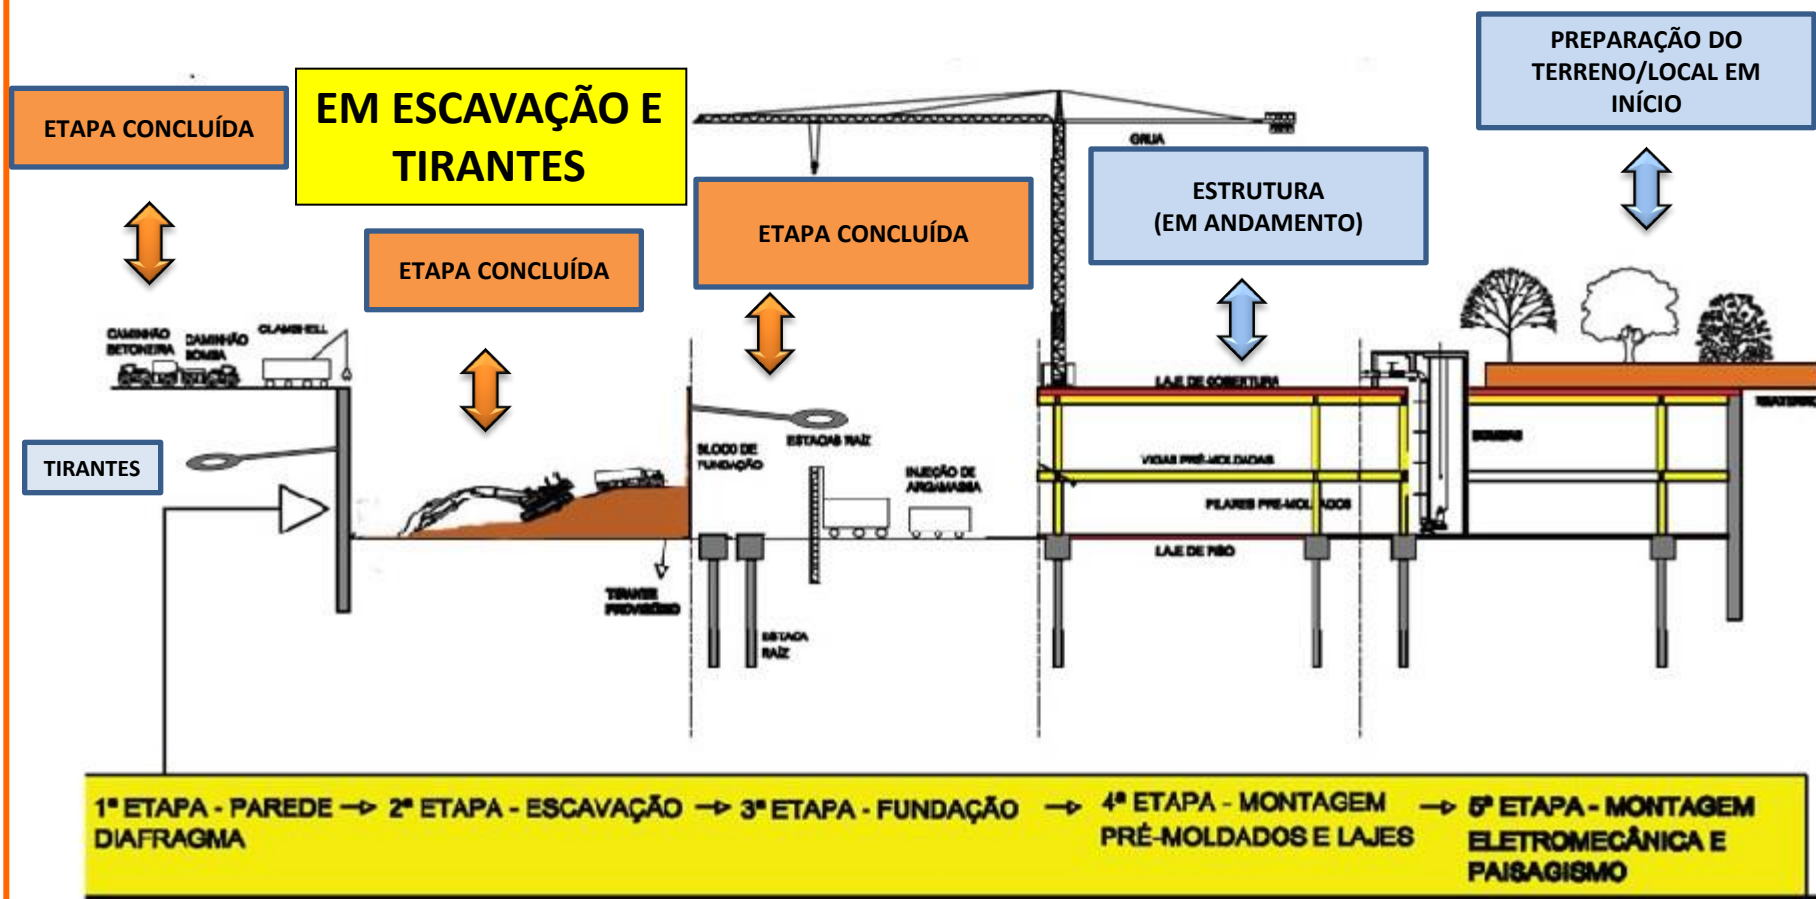 PREPARAÇÃO DO
TERRENO/LOCAL EM
INÍCIO
ETAPA CONCLUÍDA
EM ESCAVAÇÃO E
TIRANTES
GRUA
ESTRUTURA
(EM ANDAMENTO)
ETAPA CONCLUÍDA
ETAPA CONCLUÍDA
CAMINHÃO
BETONEIRA
CAMINHÃO
BOMBA
CLAMSHELL
LAJE DE COBERTURA
TIRANTES
BLOCO DE
FUNDAÇÃO
ESTACAS RAÍZ
INJEÇÃO DE
ARGAMASSA
VIGAS PRÉ-MOLDADAS
BOMBAS
PILARES PRÉ-MOLDADOS
LAJE DE PISO
TIRANTE
PROVISÓRIO
ESTACA
RAÍZ
1ª ETAPA - PAREDE
DIAFRAGMA
2ª ETAPA - ESCAVAÇÃO
3ª ETAPA - FUNDAÇÃO
4ª ETAPA - MONTAGEM
PRÉ-MOLDADOS E LAJES
5ª ETAPA - MONTAGEM
ELETROMECÂNICA E
PAISAGISMO